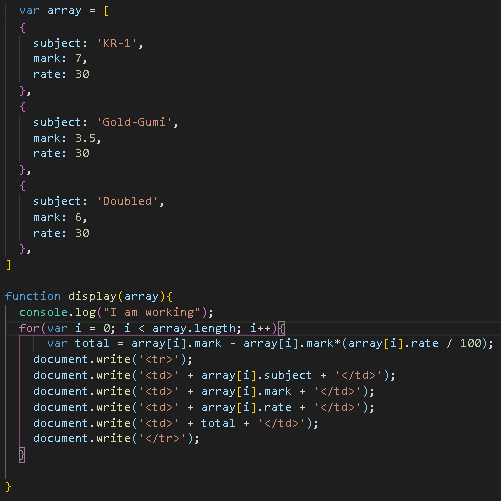 var array = [
{
subject: 'KR-1',
mark: 7,
rate: 30
},
{
subject: 'Gold-Gumi',
mark: 3.5,
rate: 30
},
{
subject: 'Doubled',
mark: 6,
rate: 30
},
]
function display(array){
console.log("I am working");
for(var i = 0; i < array.length; i++){
var total = array[i].mark - array[i].mark*(array[i].rate / 100);
document.write('<tr>');
document.write('<td>' + array[i].subject + '</td>');
document.write('<td>' + array[i].mark + '</td>');
document.write('<td>' + array[i].rate + '</td>');
document.write('<td>' + total + '</td>');
document.write('</tr>');
}
}